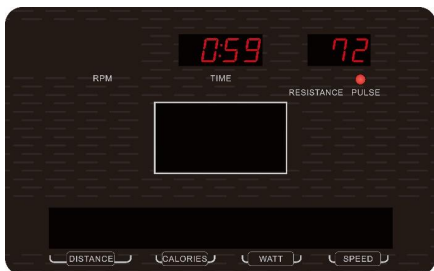 0:59 72
RPM TIME
RESISTANCE PULSE
DISTANCE CALORIES WATT SPEED